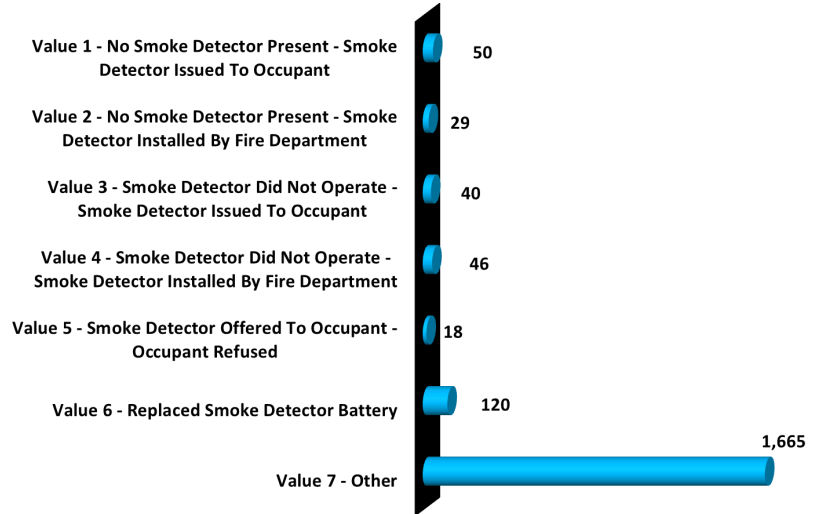 Value 1 - No Smoke Detector Present - Smoke
Detector Issued To Occupant
50
Value 2 - No Smoke Detector Present - Smoke
Detector Installed By Fire Department
29
Value 3 - Smoke Detector Did Not Operate -
Smoke Detector Issued To Occupant
40
Value 4 - Smoke Detector Did Not Operate -
Smoke Detector Installed By Fire Department
46
Value 5 - Smoke Detector Offered To Occupant -
Occupant Refused
18
Value 6 - Replaced Smoke Detector Battery
120
Value 7 - Other
1,665